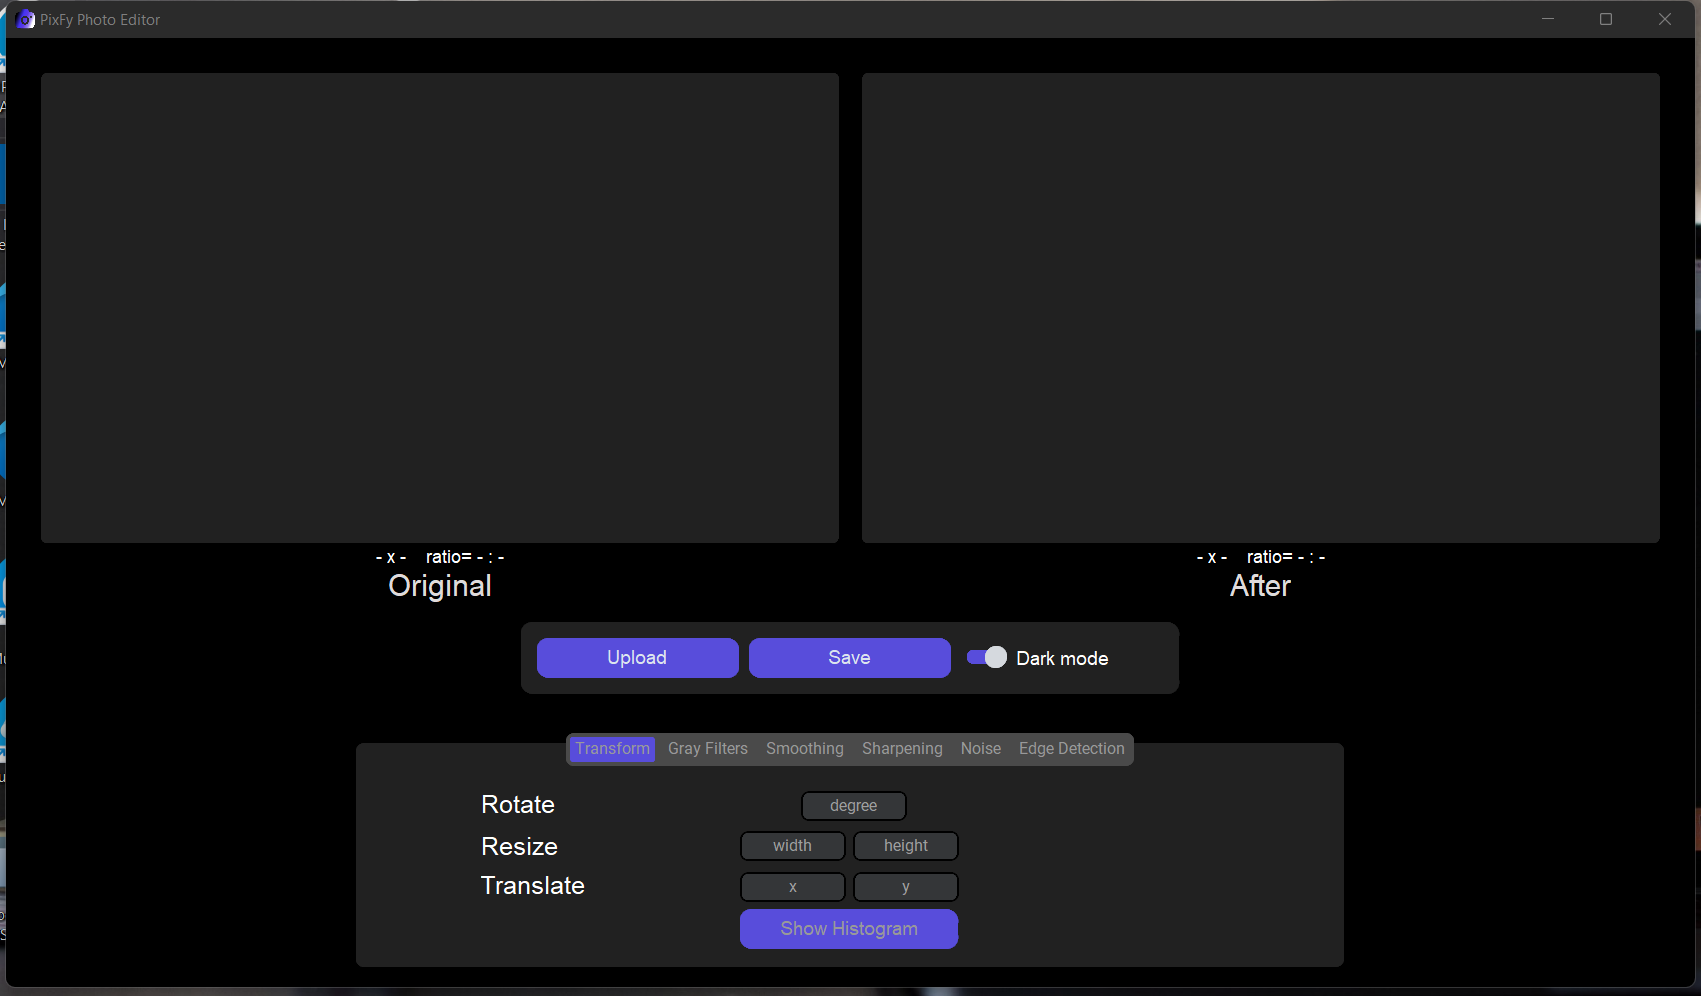 PixFy Photo Editor
- x - ratio= - : -
Original
- x - ratio= - : -
After
Upload Save Dark mode
Transform Gray Filters Smoothing Sharpening Noise Edge Detection
Rotate degree
Resize width height
Translate x y
Show Histogram